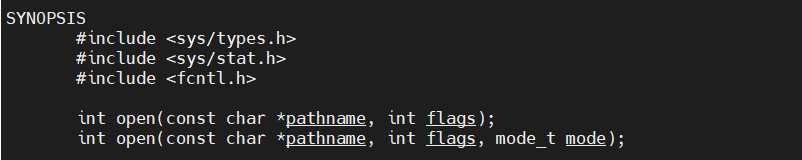 SYNOPSIS
#include <sys/types.h>
#include <sys/stat.h>
#include <fcntl.h>
int open(const char *pathname, int flags);
int open(const char *pathname, int flags, mode_t mode);